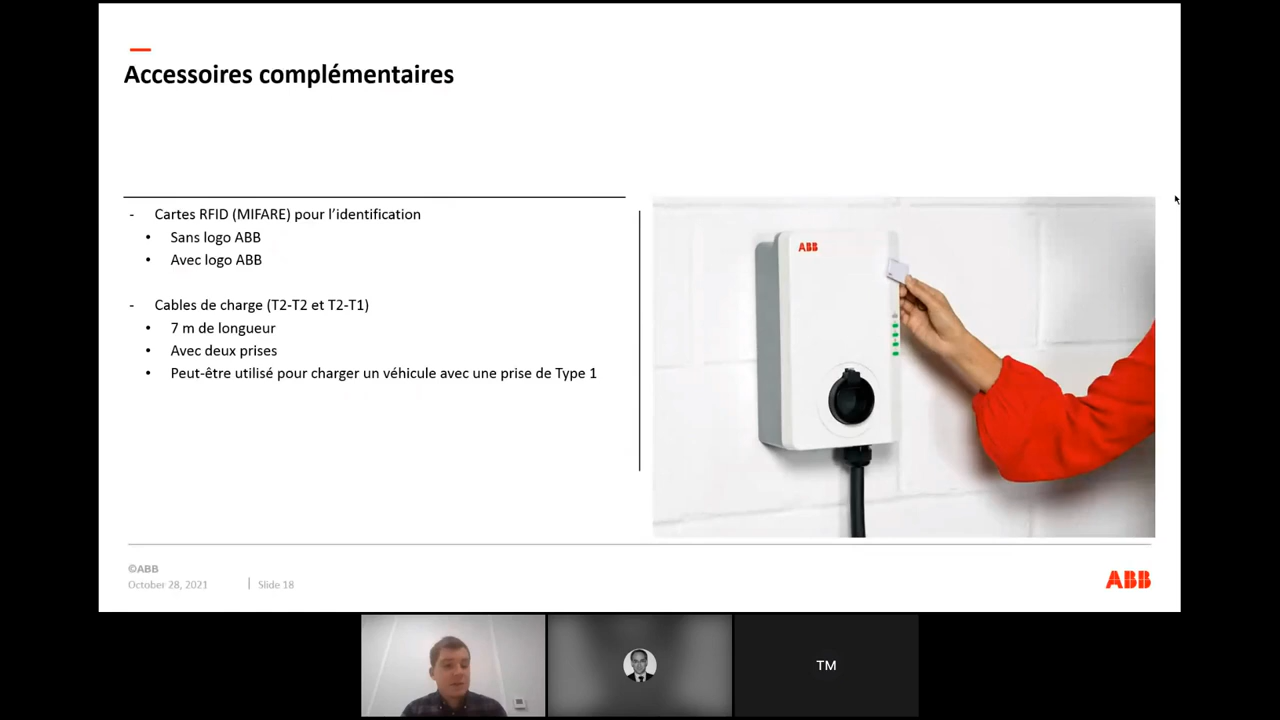 Accessoires complémentaires
- Cartes RFID (MIFARE) pour l’identification
• Sans logo ABB
• Avec logo ABB
- Cables de charge (T2-T2 et T2-T1)
• 7 m de longueur
• Avec deux prises
• Peut-être utilisé pour charger un véhicule avec une prise de Type 1
ABB
©ABB
October 28, 2021 | Slide 18
ABB
TM